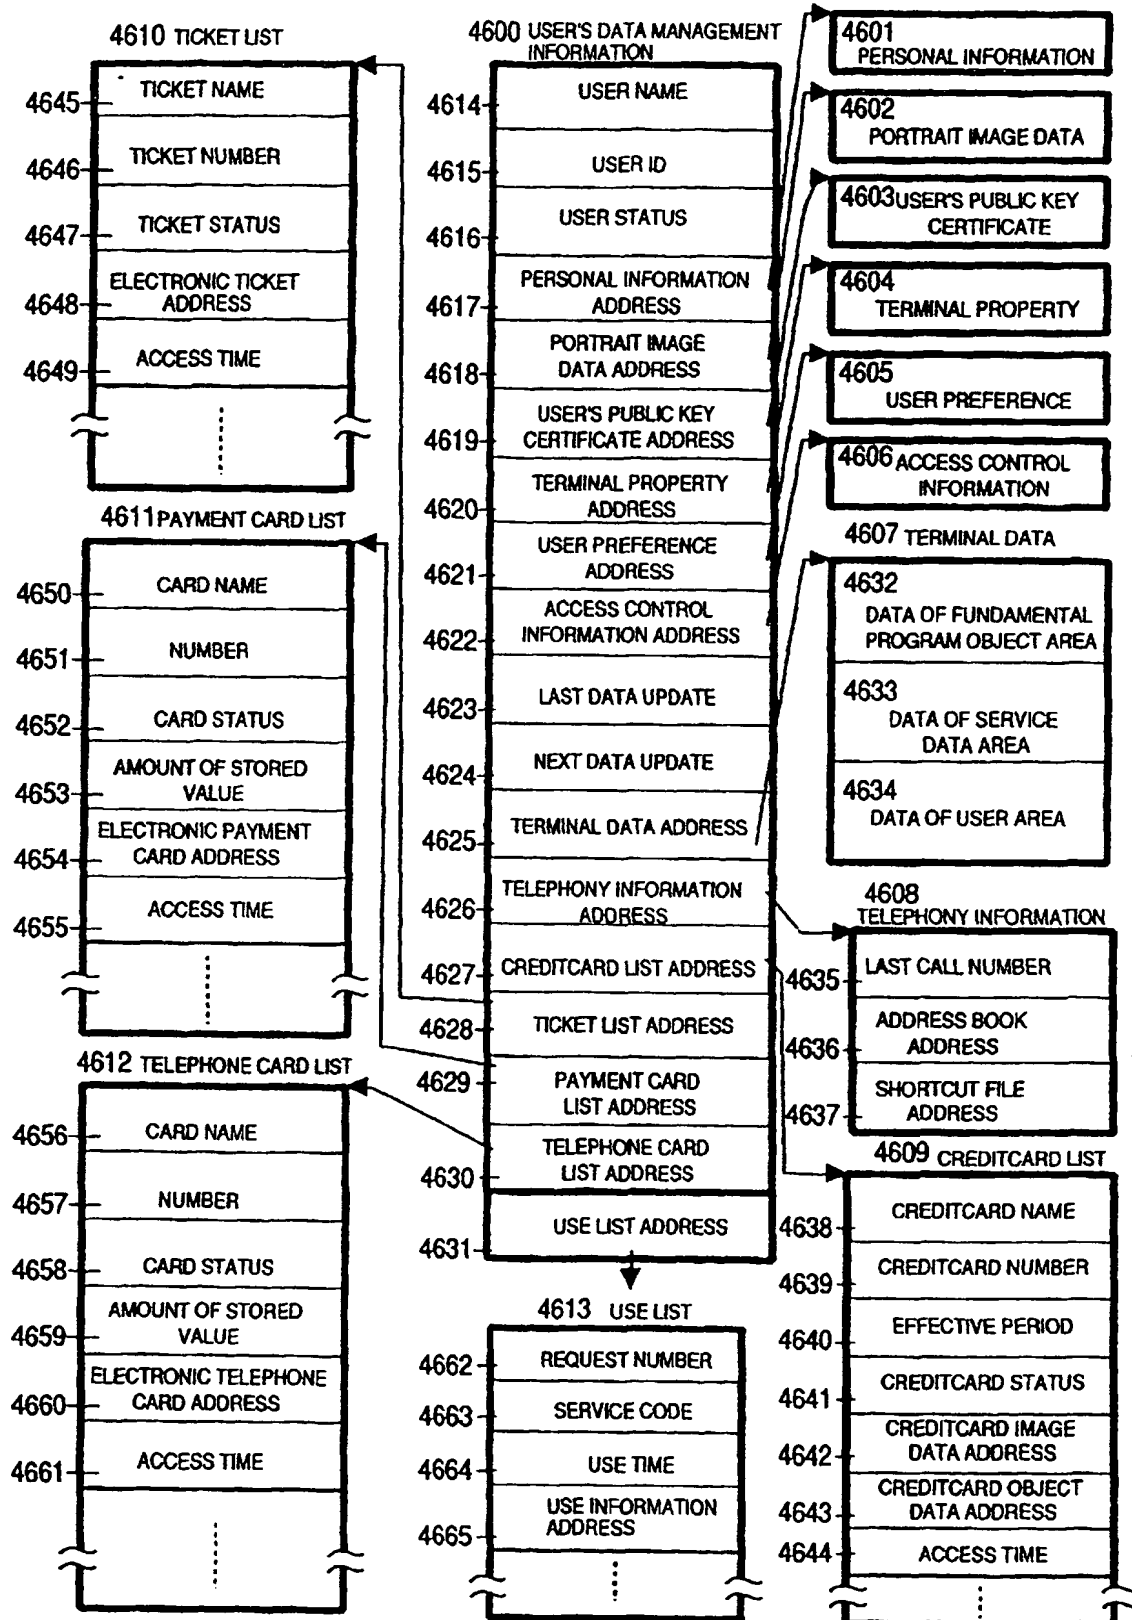 4610 TICKET LIST
4645
TICKET NAME
4646
TICKET NUMBER
4647
TICKET STATUS
4648
ELECTRONIC TICKET
ADDRESS
4649
ACCESS TIME
4611 PAYMENT CARD LIST
4650
CARD NAME
4651
NUMBER
4652
CARD STATUS
4653
AMOUNT OF STORED
VALUE
4654
ELECTRONIC PAYMENT
CARD ADDRESS
4655
ACCESS TIME
4612 TELEPHONE CARD LIST
4656
CARD NAME
4657
NUMBER
4658
CARD STATUS
4659
AMOUNT OF STORED
VALUE
4660
ELECTRONIC TELEPHONE
CARD ADDRESS
4661
ACCESS TIME
4600 USER'S DATA MANAGEMENT
INFORMATION
4614
USER NAME
4615
USER ID
4616
USER STATUS
4617
PERSONAL INFORMATION
ADDRESS
4618
PORTRAIT IMAGE
DATA ADDRESS
4619
USER'S PUBLIC KEY
CERTIFICATE ADDRESS
4620
TERMINAL PROPERTY
ADDRESS
4621
USER PREFERENCE
ADDRESS
4622
ACCESS CONTROL
INFORMATION ADDRESS
4623
LAST DATA UPDATE
4624
NEXT DATA UPDATE
4625
TERMINAL DATA ADDRESS
4626
TELEPHONY INFORMATION
ADDRESS
4627
CREDITCARD LIST ADDRESS
4628
TICKET LIST ADDRESS
4629
PAYMENT CARD
LIST ADDRESS
4630
TELEPHONE CARD
LIST ADDRESS
4631
USE LIST ADDRESS
4613 USE LIST
4662
REQUEST NUMBER
4663
SERVICE CODE
4664
USE TIME
4665
USE INFORMATION
ADDRESS
4601
PERSONAL INFORMATION
4602
PORTRAIT IMAGE DATA
4603 USER'S PUBLIC KEY
CERTIFICATE
4604
TERMINAL PROPERTY
4605
USER PREFERENCE
4606 ACCESS CONTROL
INFORMATION
4607 TERMINAL DATA
4632
DATA OF FUNDAMENTAL
PROGRAM OBJECT AREA
4633
DATA OF SERVICE
DATA AREA
4634
DATA OF USER AREA
4608
TELEPHONY INFORMATION
4635
LAST CALL NUMBER
4636
ADDRESS BOOK
ADDRESS
4637
SHORTCUT FILE
ADDRESS
4609 CREDITCARD LIST
4638
CREDITCARD NAME
4639
CREDITCARD NUMBER
4640
EFFECTIVE PERIOD
4641
CREDITCARD STATUS
4642
CREDITCARD IMAGE
DATA ADDRESS
4643
CREDITCARD OBJECT
DATA ADDRESS
4644
ACCESS TIME